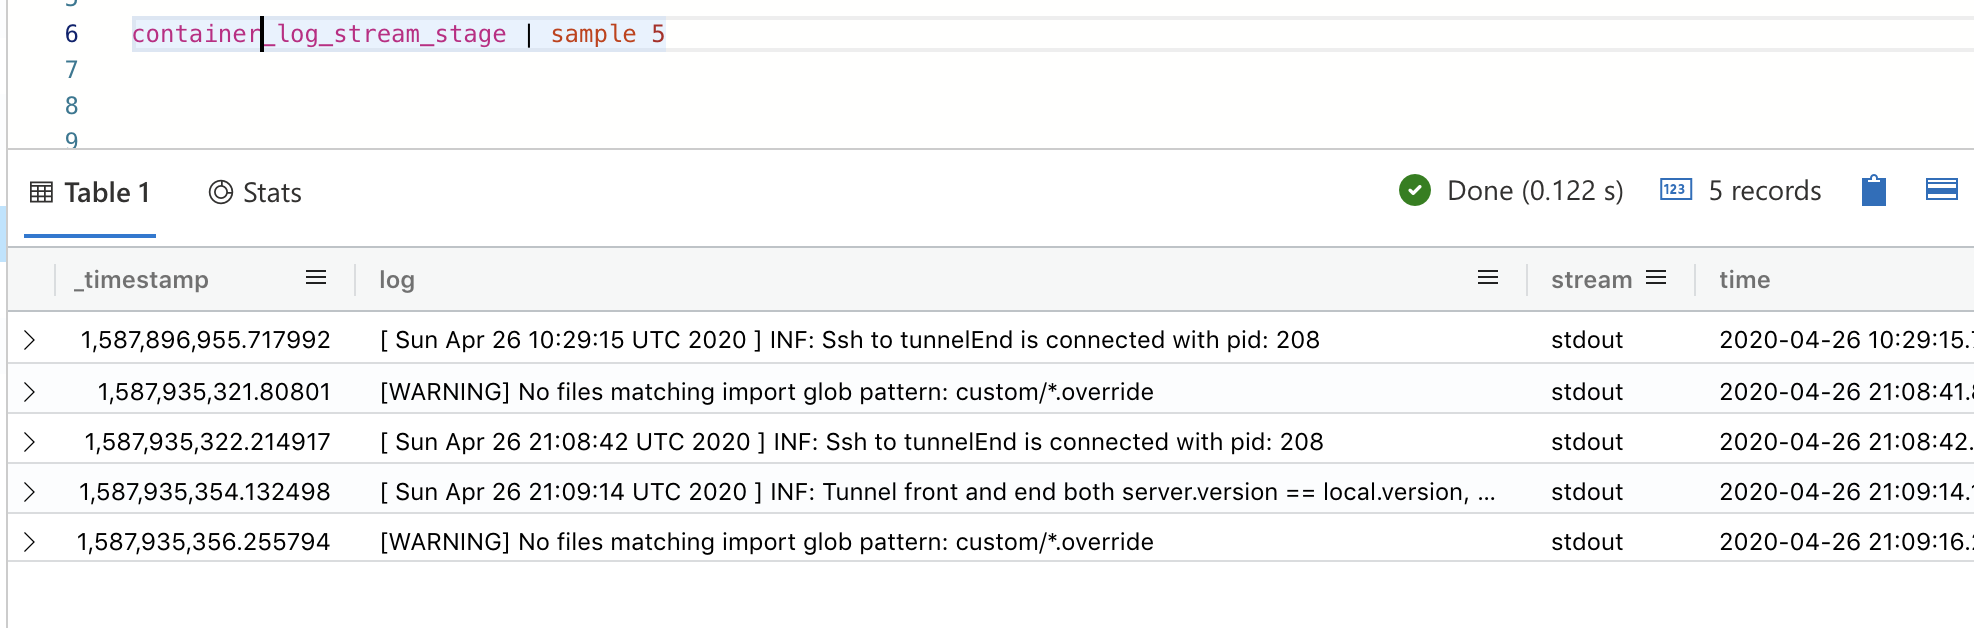 5
6 container_log_stream_stage | sample 5
7
8
9
Table 1 Stats Done (0.122 s) 123 5 records
_timestamp log stream time
1,587,896,955.717992 [ Sun Apr 26 10:29:15 UTC 2020 ] INF: Ssh to tunnelEnd is connected with pid: 208 stdout 2020-04-26 10:29:15.7
1,587,935,321.80801 [WARNING] No files matching import glob pattern: custom/*.override stdout 2020-04-26 21:08:41.8
1,587,935,322.214917 [ Sun Apr 26 21:08:42 UTC 2020 ] INF: Ssh to tunnelEnd is connected with pid: 208 stdout 2020-04-26 21:08:42.
1,587,935,354.132498 [ Sun Apr 26 21:09:14 UTC 2020 ] INF: Tunnel front and end both server.version == local.version, ... stdout 2020-04-26 21:09:14.1
1,587,935,356.255794 [WARNING] No files matching import glob pattern: custom/*.override stdout 2020-04-26 21:09:16.2